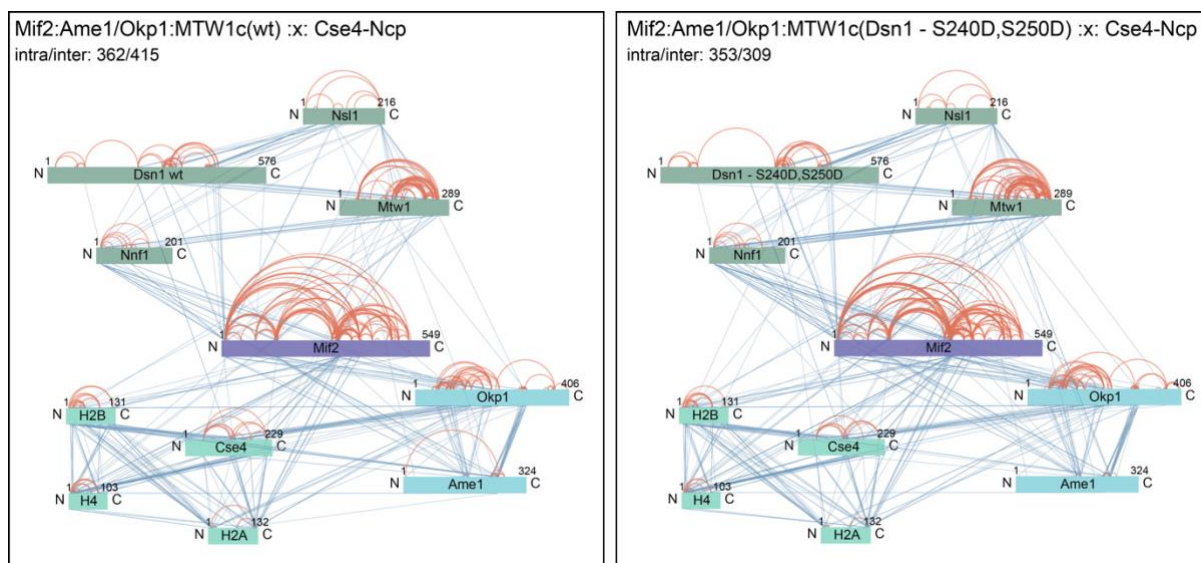 Mif2:Ame1/Okp1:MTW1c(wt) :x: Cse4-Ncp
intra/inter: 362/415
1 216
N Nsl1 C
1 576
N Dsn1 wt C
1 289
N Mtw1 C
1 201
N Nnf1 C
1 549
N Mif2 C
1 406
N Okp1 C
1 131
N H2B C
1 229
N Cse4 C
1 324
N Ame1 C
1 103
N H4 C
1 132
N H2A C
Mif2:Ame1/Okp1:MTW1c(Dsn1 - S240D,S250D) :x: Cse4-Ncp
intra/inter: 353/309
1 216
N Nsl1 C
1 576
N Dsn1 - S240D,S250D C
1 289
N Mtw1 C
1 201
N Nnf1 C
1 549
N Mif2 C
1 406
N Okp1 C
1 131
N H2B C
1 229
N Cse4 C
1 324
N Ame1 C
1 103
N H4 C
1 132
N H2A C